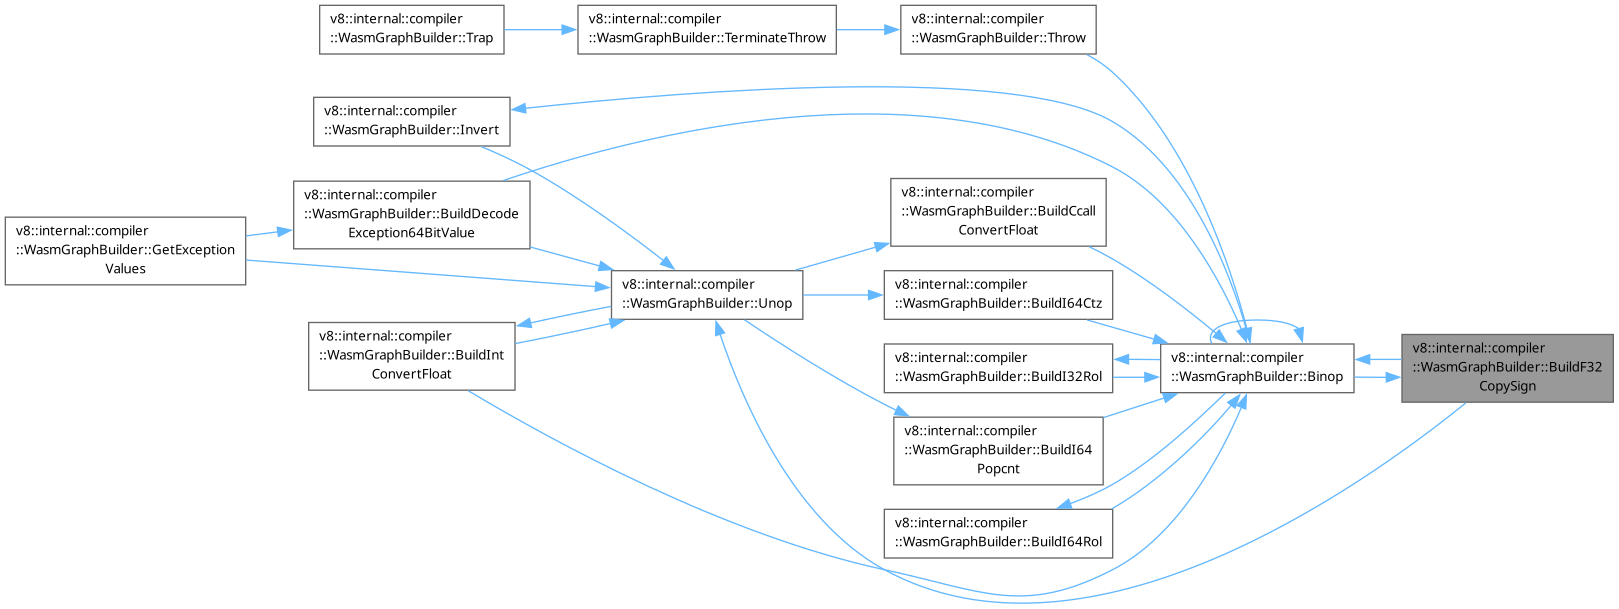 v8::internal::compiler
::WasmGraphBuilder::Trap
v8::internal::compiler
::WasmGraphBuilder::TerminateThrow
v8::internal::compiler
::WasmGraphBuilder::Throw
v8::internal::compiler
::WasmGraphBuilder::Invert
v8::internal::compiler
::WasmGraphBuilder::BuildDecode
Exception64BitValue
v8::internal::compiler
::WasmGraphBuilder::GetException
Values
v8::internal::compiler
::WasmGraphBuilder::BuildInt
ConvertFloat
v8::internal::compiler
::WasmGraphBuilder::Unop
v8::internal::compiler
::WasmGraphBuilder::BuildCcall
ConvertFloat
v8::internal::compiler
::WasmGraphBuilder::BuildI64Ctz
v8::internal::compiler
::WasmGraphBuilder::BuildI32Rol
v8::internal::compiler
::WasmGraphBuilder::BuildI64
Popcnt
v8::internal::compiler
::WasmGraphBuilder::BuildI64Rol
v8::internal::compiler
::WasmGraphBuilder::Binop
v8::internal::compiler
::WasmGraphBuilder::BuildF32
CopySign